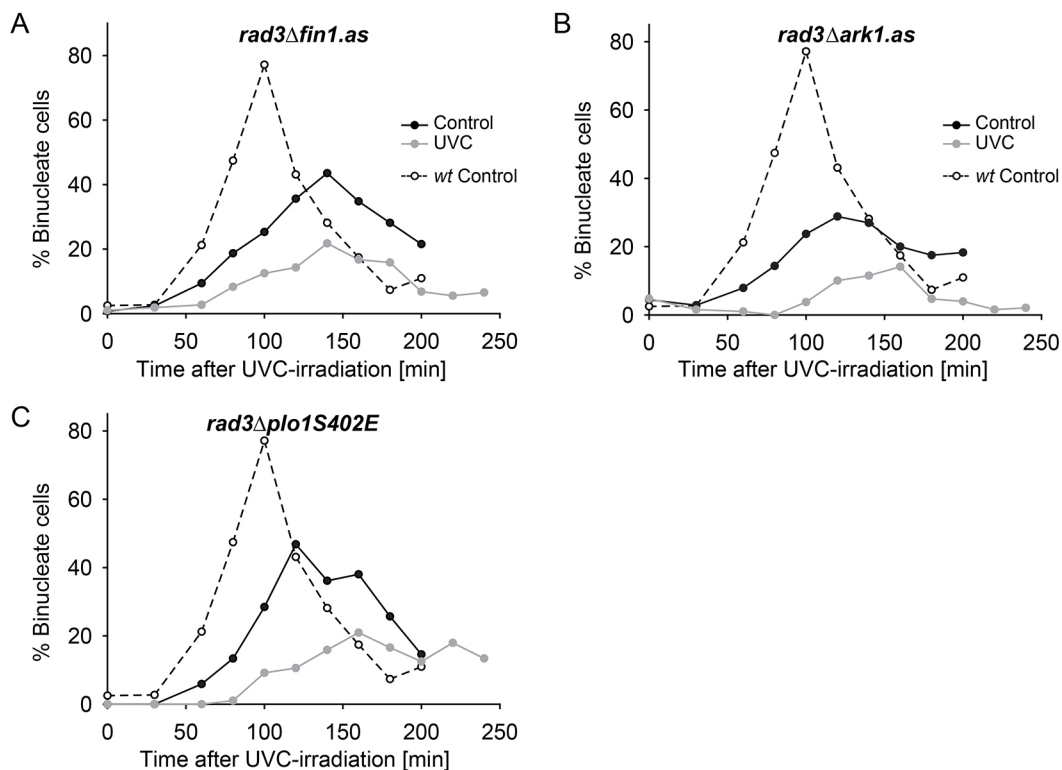 A
rad3Δfin1.as
80
60
40
20
0
% Binucleate cells
Control
UVC
wt Control
0 50 100 150 200 250
Time after UVC-irradiation [min]
B
rad3Δark1.as
80
60
40
20
0
% Binucleate cells
Control
UVC
wt Control
0 50 100 150 200 250
Time after UVC-irradiation [min]
C
rad3Δplo1S402E
80
60
40
20
0
% Binucleate cells
0 50 100 150 200 250
Time after UVC-irradiation [min]